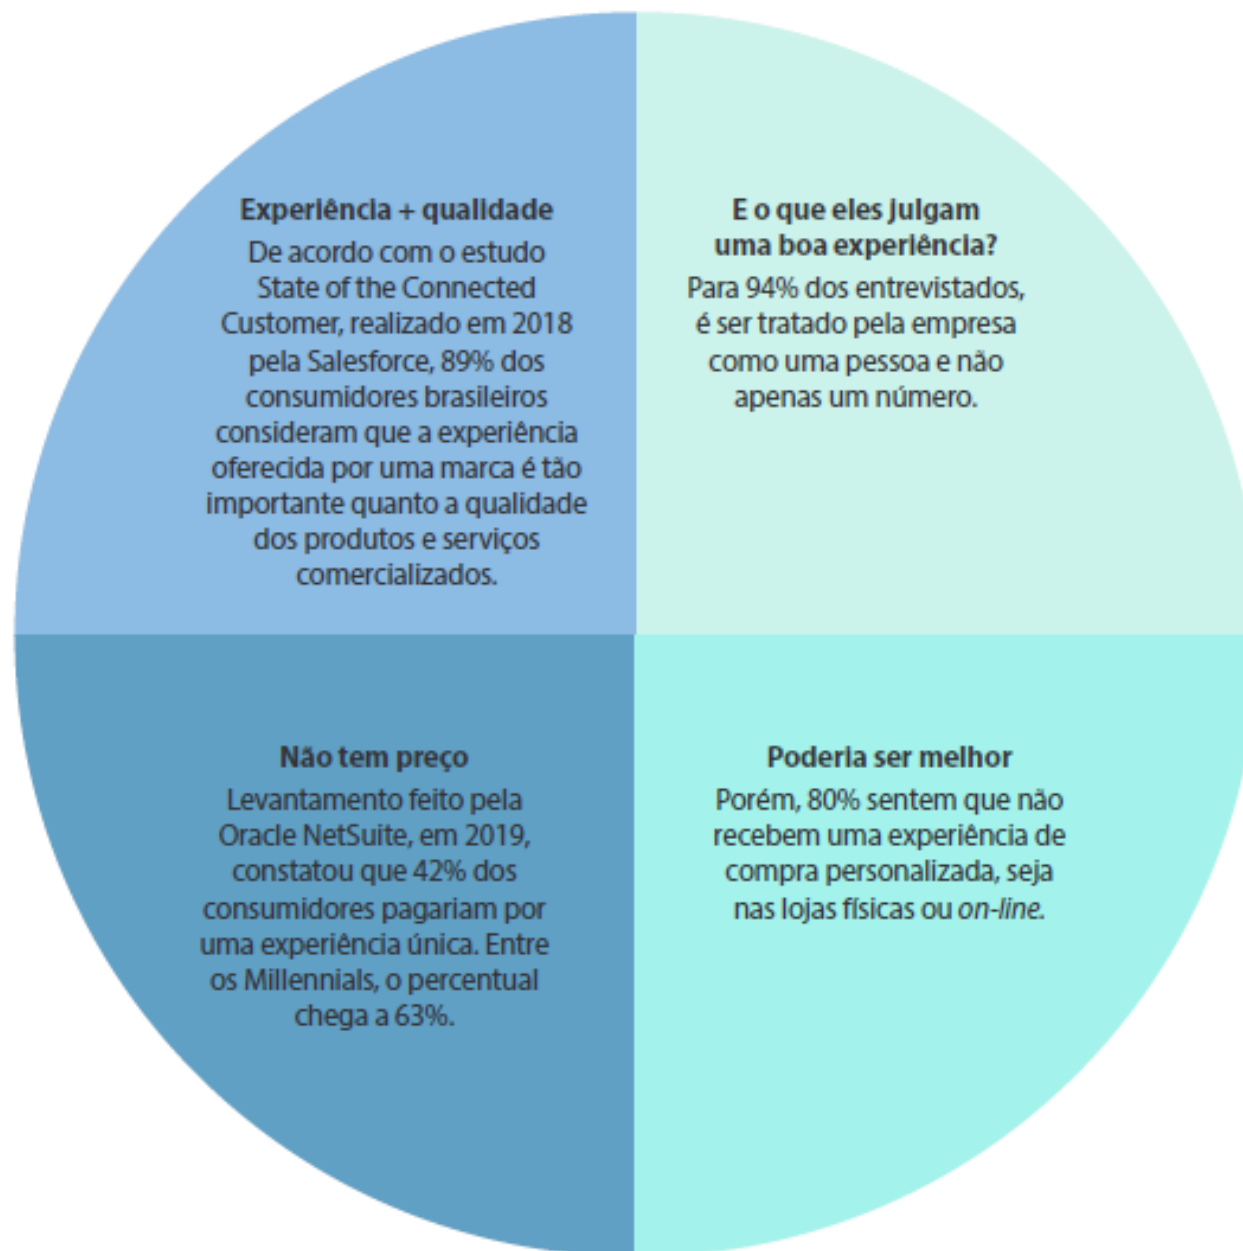 Experiência + qualidade
De acordo com o estudo
State of the Connected
Customer, realizado em 2018
pela Salesforce, 89% dos
consumidores brasileiros
consideram que a experiência
oferecida por uma marca é tão
importante quanto a qualidade
dos produtos e serviços
comercializados.
E o que eles julgam
uma boa experiência?
Para 94% dos entrevistados,
é ser tratado pela empresa
como uma pessoa e não
apenas um número.
Não tem preço
Levantamento feito pela
Oracle NetSuite, em 2019,
constatou que 42% dos
consumidores pagariam por
uma experiência única. Entre
os Millennials, o percentual
chega a 63%.
Poderia ser melhor
Porém, 80% sentem que não
recebem uma experiência de
compra personalizada, seja
nas lojas físicas ou on-line.